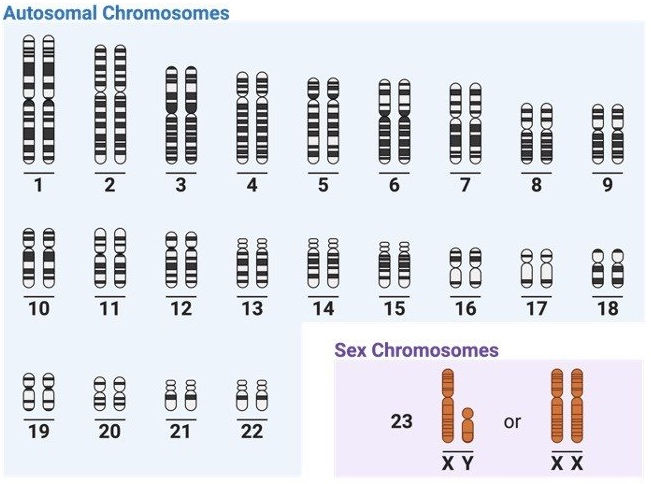 Autosomal Chromosomes
1 2 3 4 5 6 7 8 9
10 11 12 13 14 15 16 17 18
Sex Chromosomes
19 20 21 22
23 or
X Y X X